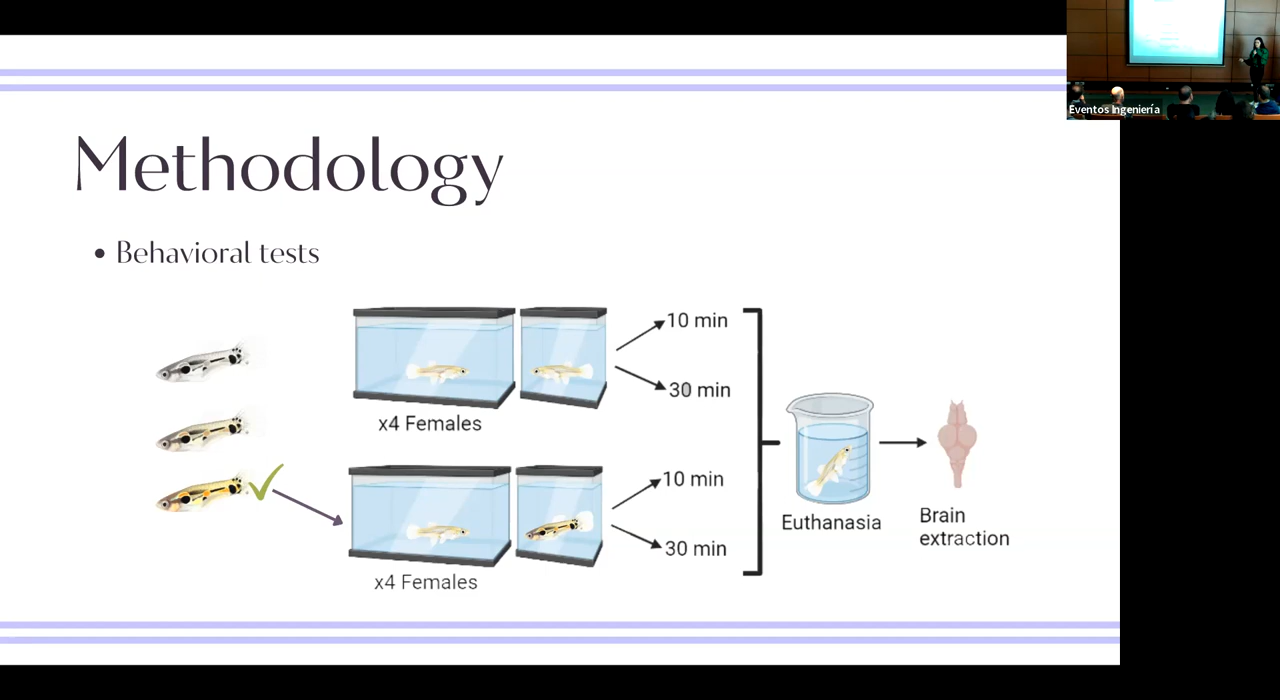 Eventos Ingeniería
Methodology
• Behavioral tests
10 min
30 min
x4 Females
10 min
30 min
x4 Females
Euthanasia
Brain
extraction